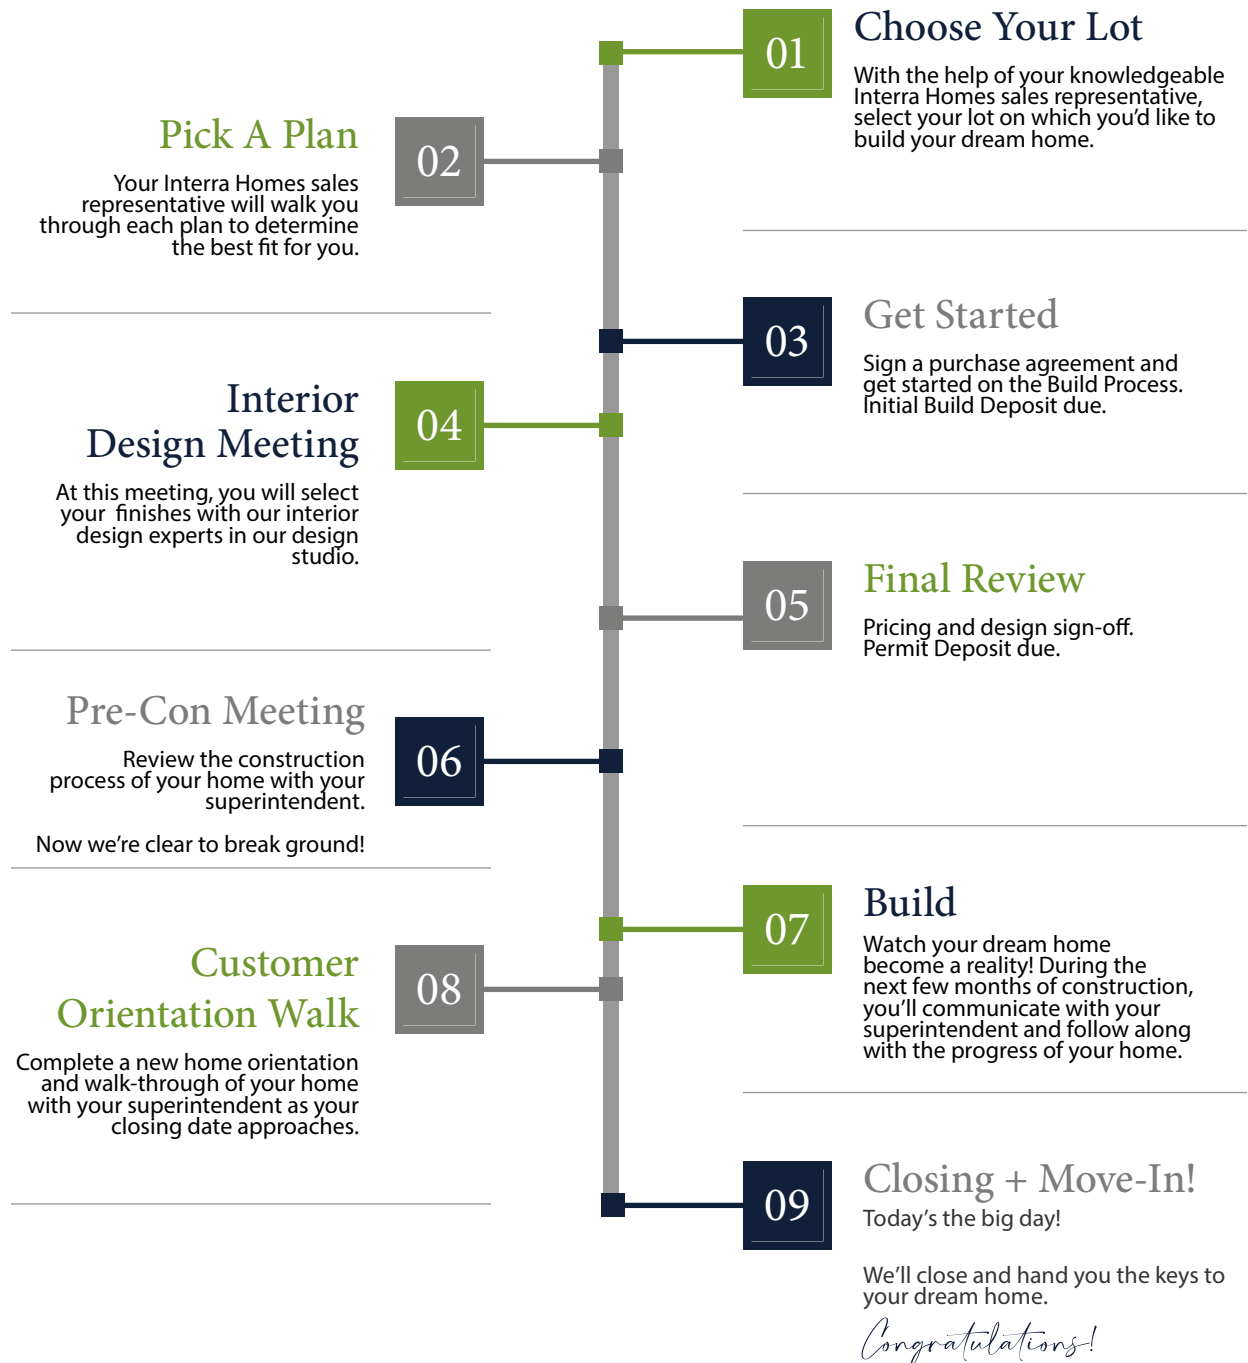 01
Choose Your Lot
With the help of your knowledgeable
Interra Homes sales representative,
select your lot on which you’d like to
build your dream home.
Pick A Plan
02
Your Interra Homes sales
representative will walk you
through each plan to determine
the best fit for you.
03
Get Started
Sign a purchase agreement and
get started on the Build Process.
Initial Build Deposit due.
Interior
Design Meeting
04
At this meeting, you will select
your finishes with our interior
design experts in our design
studio.
05
Final Review
Pricing and design sign-off.
Permit Deposit due.
Pre-Con Meeting
06
Review the construction
process of your home with your
superintendent.
Now we’re clear to break ground!
07
Build
Watch your dream home
become a reality! During the
next few months of construction,
you’ll communicate with your
superintendent and follow along
with the progress of your home.
Customer
Orientation Walk
08
Complete a new home orientation
and walk-through of your home
with your superintendent as your
closing date approaches.
09
Closing + Move-In!
Today’s the big day!
We’ll close and hand you the keys to
your dream home.
Congratulations!